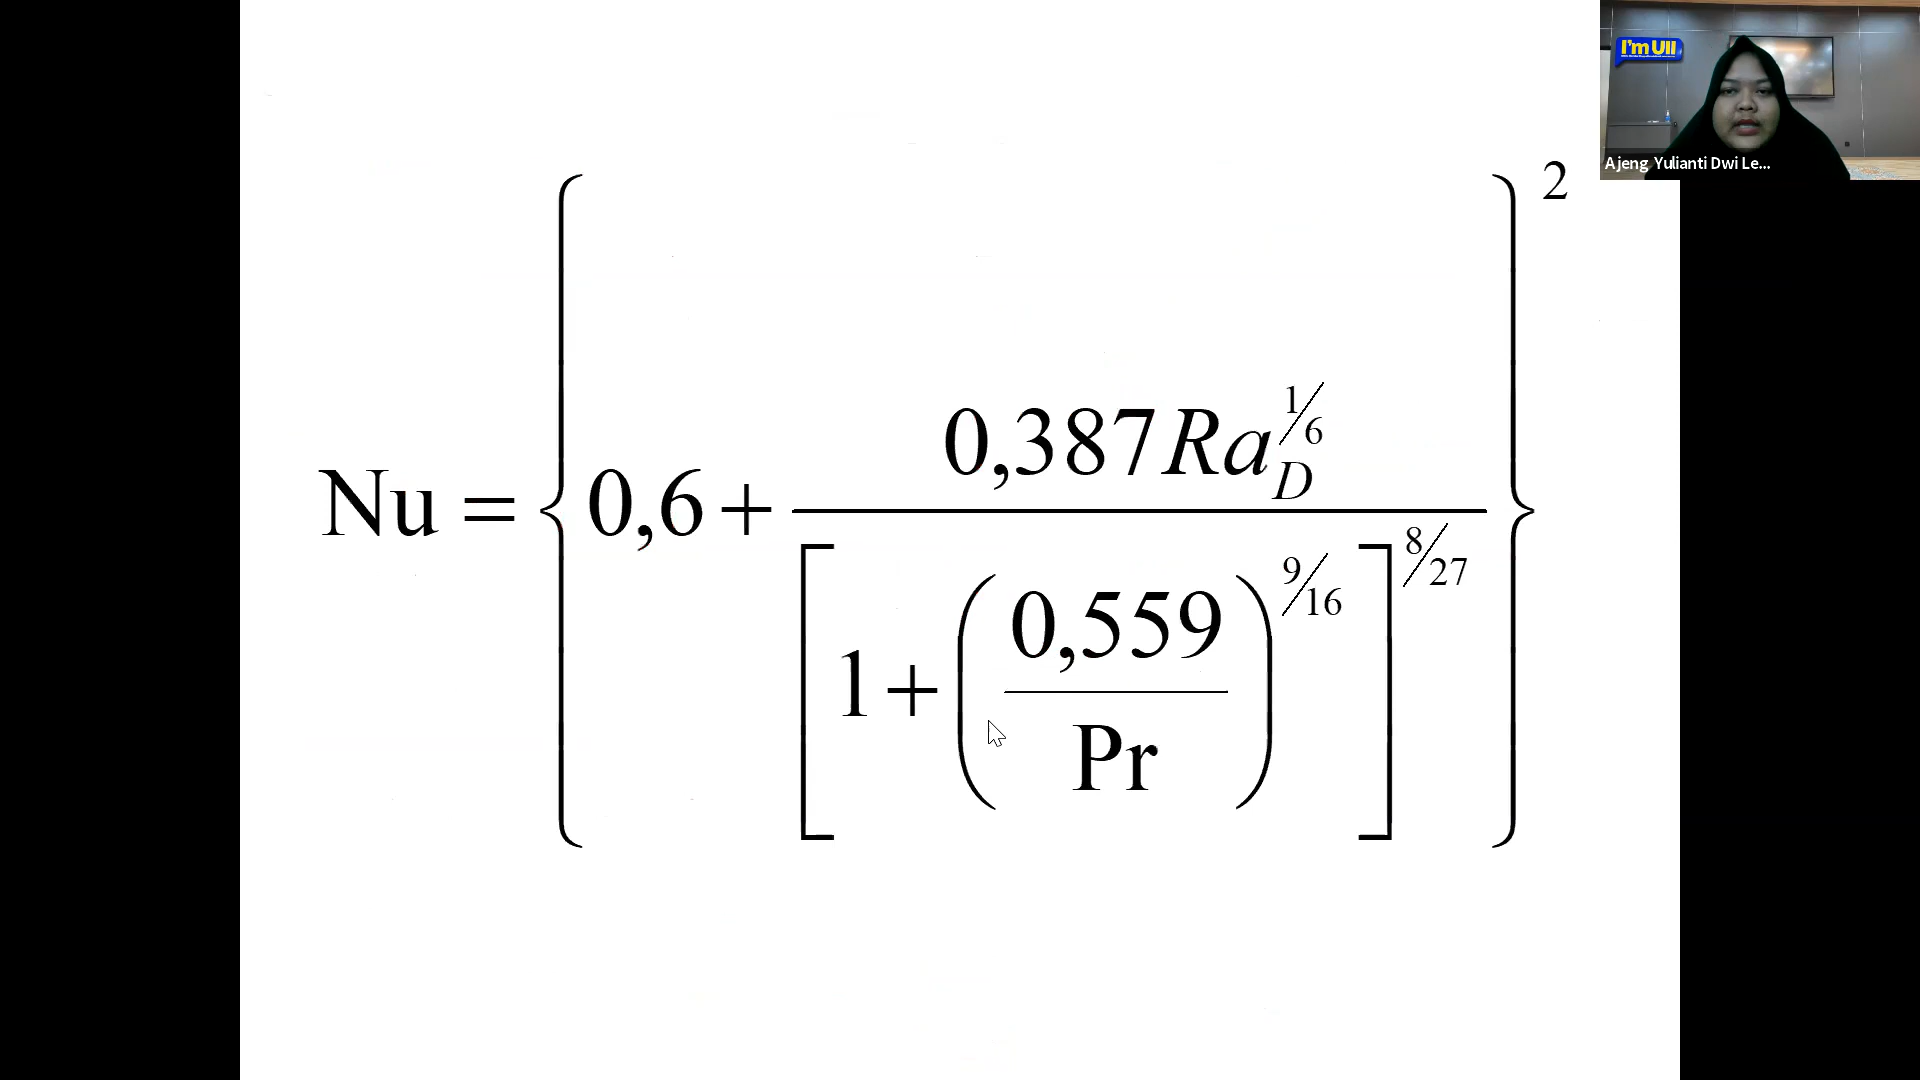 I'm UII
Ajeng Yulianti Dwi Le...
Nu = { 0,6 + 0,387 Ra_D^{1/6} / [ 1 + ( 0,559 / Pr )^{9/16} ]^{8/27} }^2